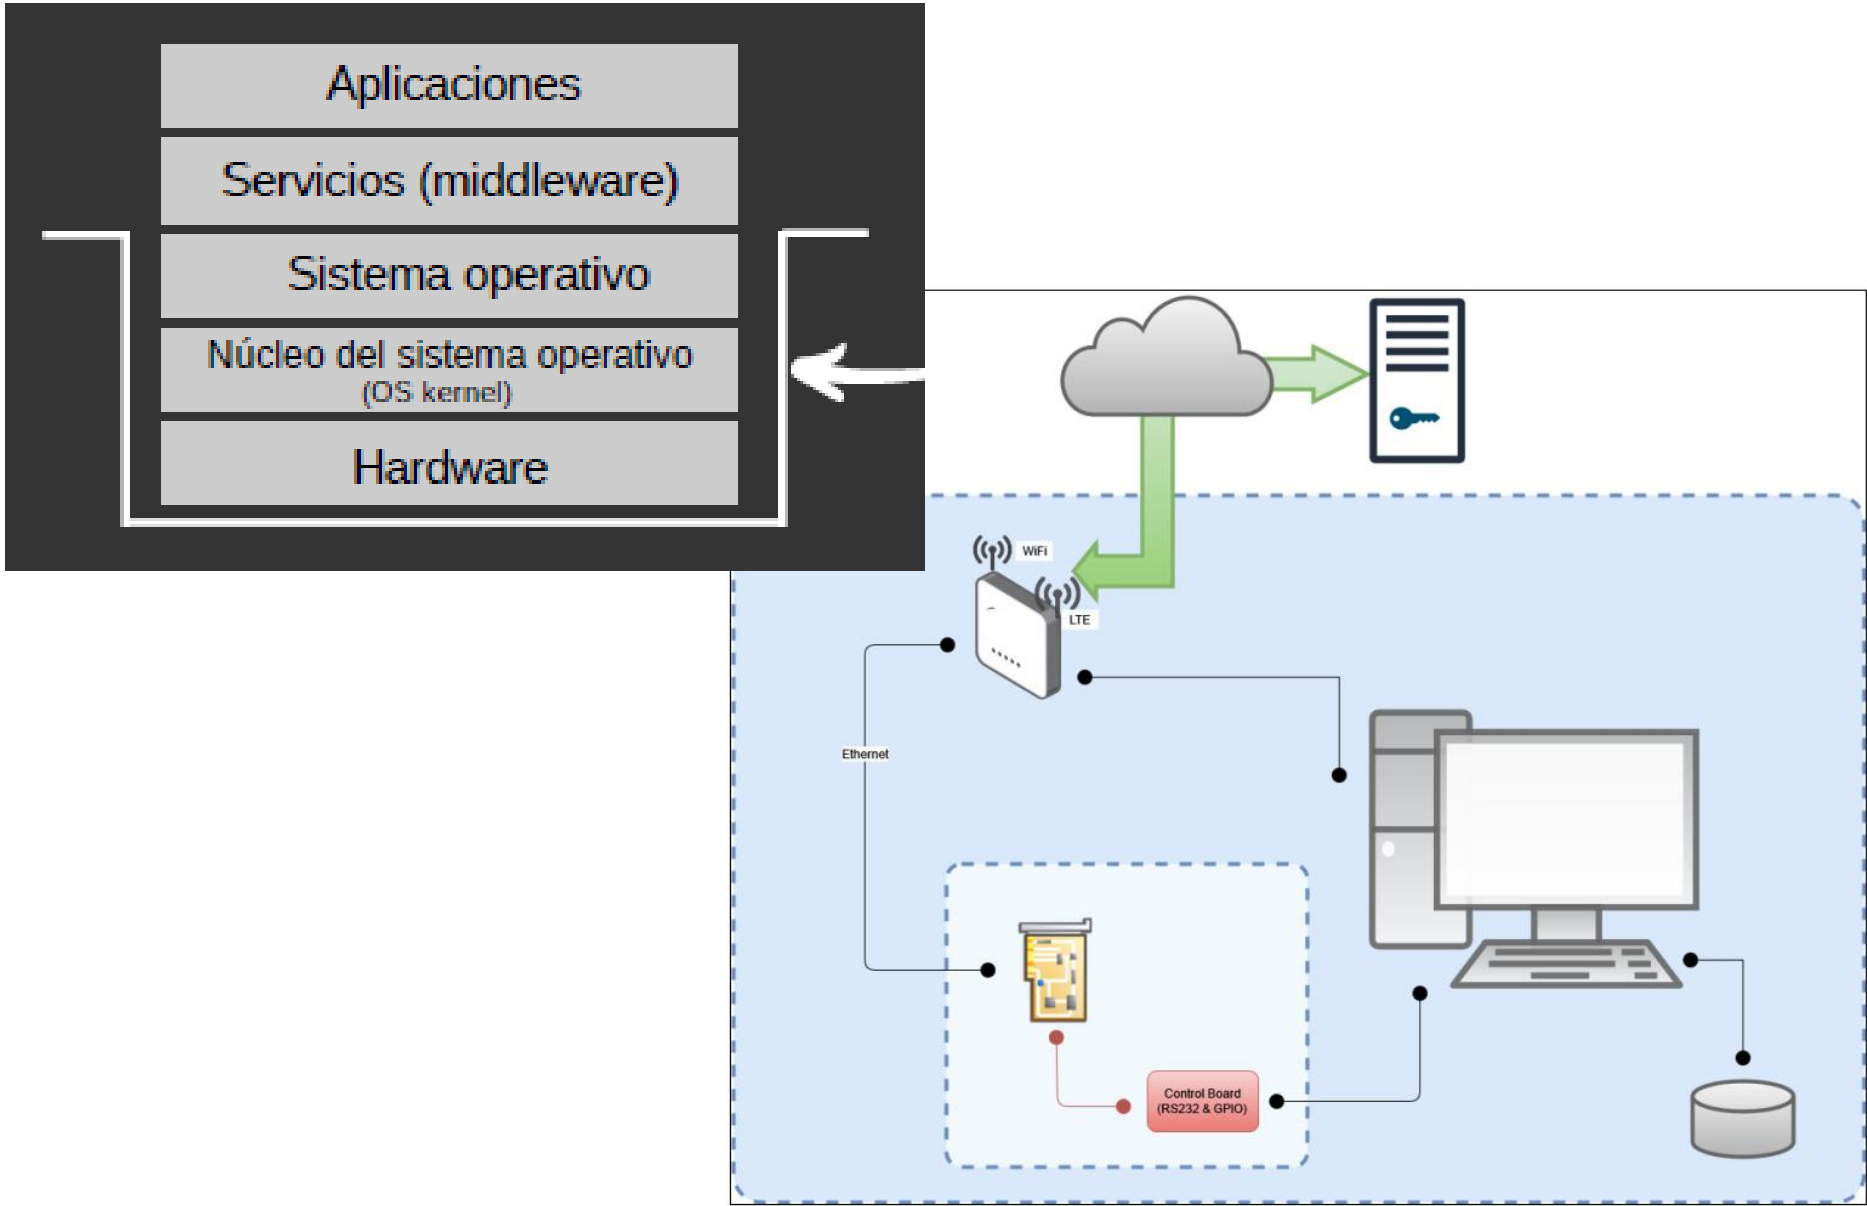 Aplicaciones
Servicios (middleware)
Sistema operativo
Núcleo del sistema operativo
(OS kernel)
Hardware
WiFi
LTE
Ethernet
Control Board
(RS232 & GPIO)